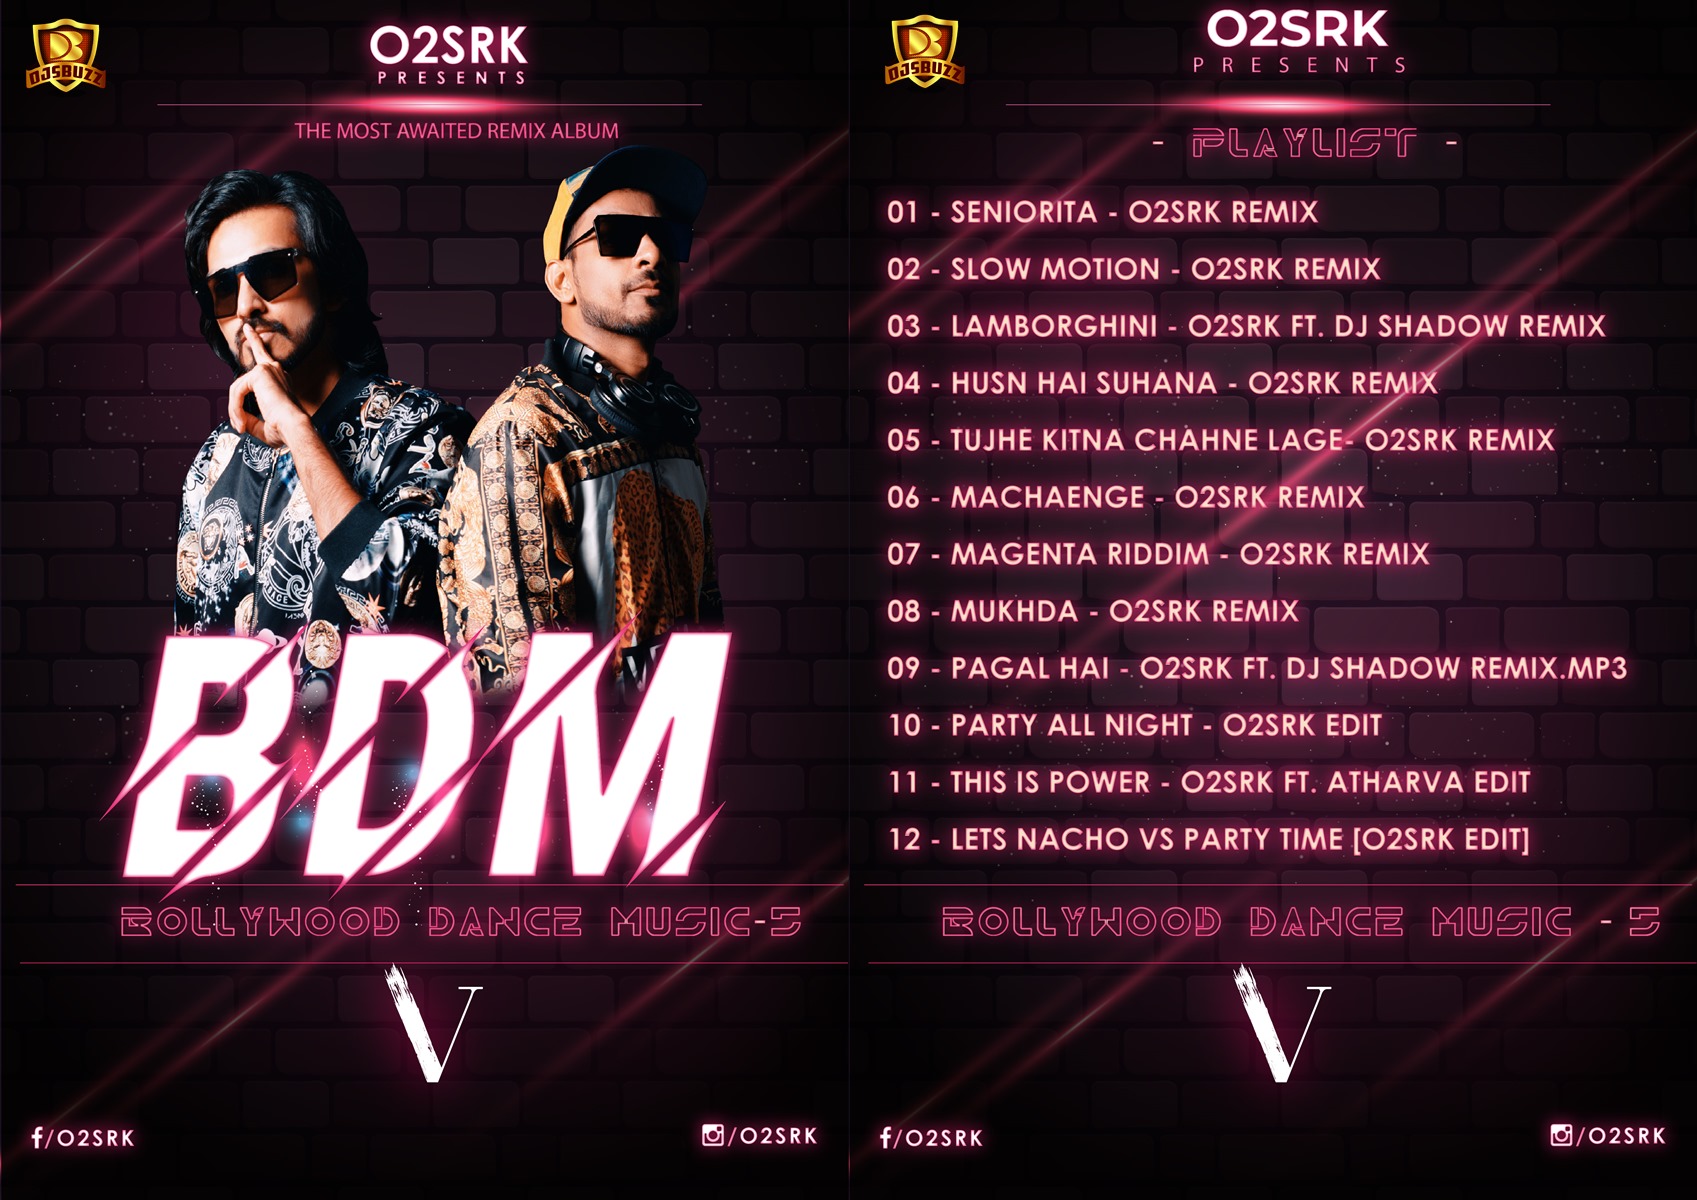 DJSBUZZ
O2SRK
PRESENTS
THE MOST AWAITED REMIX ALBUM
BDM
BOLLYWOOD DANCE MUSIC-5
V
f/O2SRK
/O2SRK
DJSBUZZ
O2SRK
PRESENTS
- PLAYLIST -
01 - SENIORITA - O2SRK REMIX
02 - SLOW MOTION - O2SRK REMIX
03 - LAMBORGHINI - O2SRK FT. DJ SHADOW REMIX
04 - HUSN HAI SUHANA - O2SRK REMIX
05 - TUJHE KITNA CHAHNE LAGE- O2SRK REMIX
06 - MACHAENGE - O2SRK REMIX
07 - MAGENTA RIDDIM - O2SRK REMIX
08 - MUKHDA - O2SRK REMIX
09 - PAGAL HAI - O2SRK FT. DJ SHADOW REMIX.MP3
10 - PARTY ALL NIGHT - O2SRK EDIT
11 - THIS IS POWER - O2SRK FT. ATHARVA EDIT
12 - LETS NACHO VS PARTY TIME [O2SRK EDIT]
BOLLYWOOD DANCE MUSIC - 5
V
f/O2SRK
/O2SRK